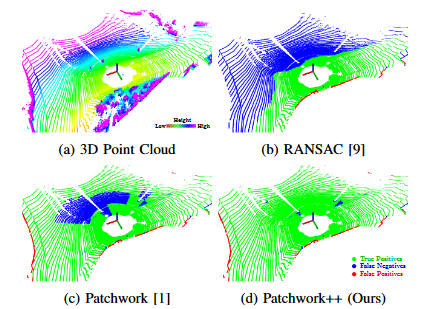 Height
Low High
(a) 3D Point Cloud
(b) RANSAC [9]
True Positives
False Negatives
False Positives
(c) Patchwork [1]
(d) Patchwork++ (Ours)